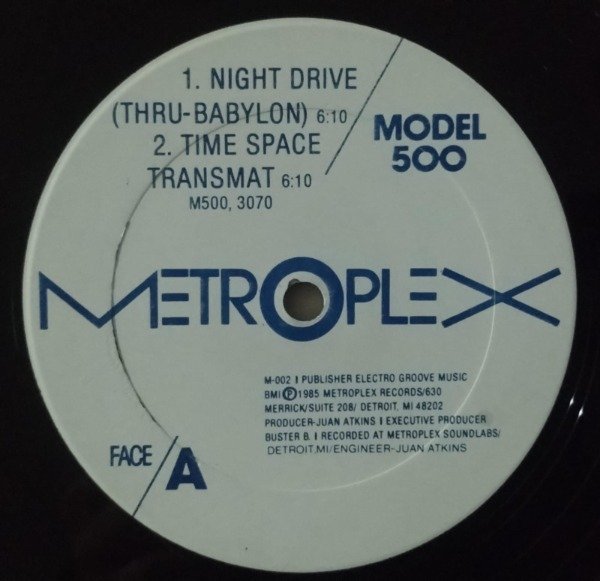 1. NIGHT DRIVE
(THRU-BABYLON) 6:10
2. TIME SPACE
TRANSMAT 6:10
M500, 3070
MODEL
500
METROPLEX
M-002 | PUBLISHER ELECTRO GROOVE MUSIC
BMI Ⓟ1985 METROPLEX RECORDS/630
MERRICK/SUITE 208/ DETROIT, MI 48202
PRODUCER-JUAN ATKINS | EXECUTIVE PRODUCER
BUSTER B. | RECORDED AT METROPLEX SOUNDLABS/
DETROIT.MI/ENGINEER-JUAN ATKINS
FACE / A